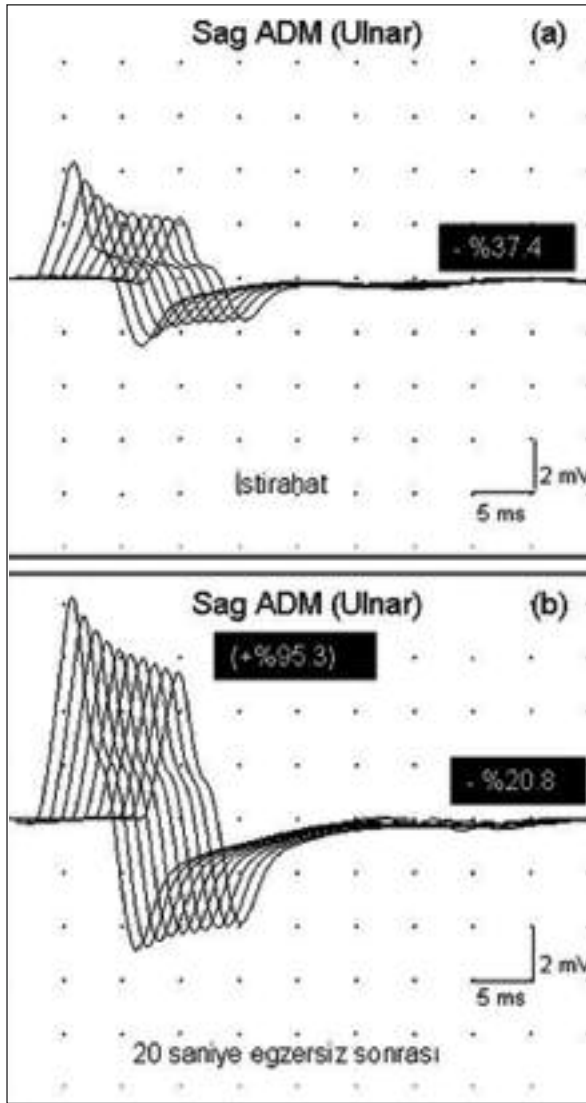 Sag ADM (Ulnar) (a)
- %37.4
İstirahat
2 mV
5 ms
Sag ADM (Ulnar) (b)
(+%95.3)
- %20.8
2 mV
5 ms
20 saniye egzersiz sonrası